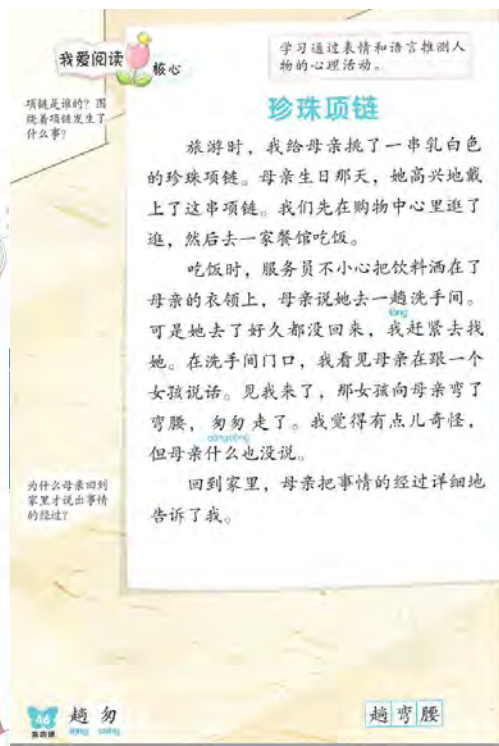 我爱阅读
核心
学习通过表情和语言推测人
物的心理活动。
项链是谁的？围
绕着项链发生了
什么事？
珍珠项链
旅游时，我给母亲挑了一串乳白色
的珍珠项链。母亲生日那天，她高兴地戴
上了这串项链。我们先在购物中心里逛了
逛，然后去一家餐馆吃饭。
吃饭时，服务员不小心把饮料洒在了
母亲的衣领上，母亲说她去一趟洗手间。
tàng
可是她去了好久都没回来，我赶紧去找
她。在洗手间门口，我看见母亲在跟一个
女孩说话。见我来了，那女孩向母亲弯了
弯腰，匆匆走了。我觉得有点儿奇怪，
cōngcōng
但母亲什么也没说。
为什么母亲回到
家里才说出事情
的经过？
回到家里，母亲把事情的经过详细地
告诉了我。
46
第四课
趟 匆
tàng cōng
趟弯腰